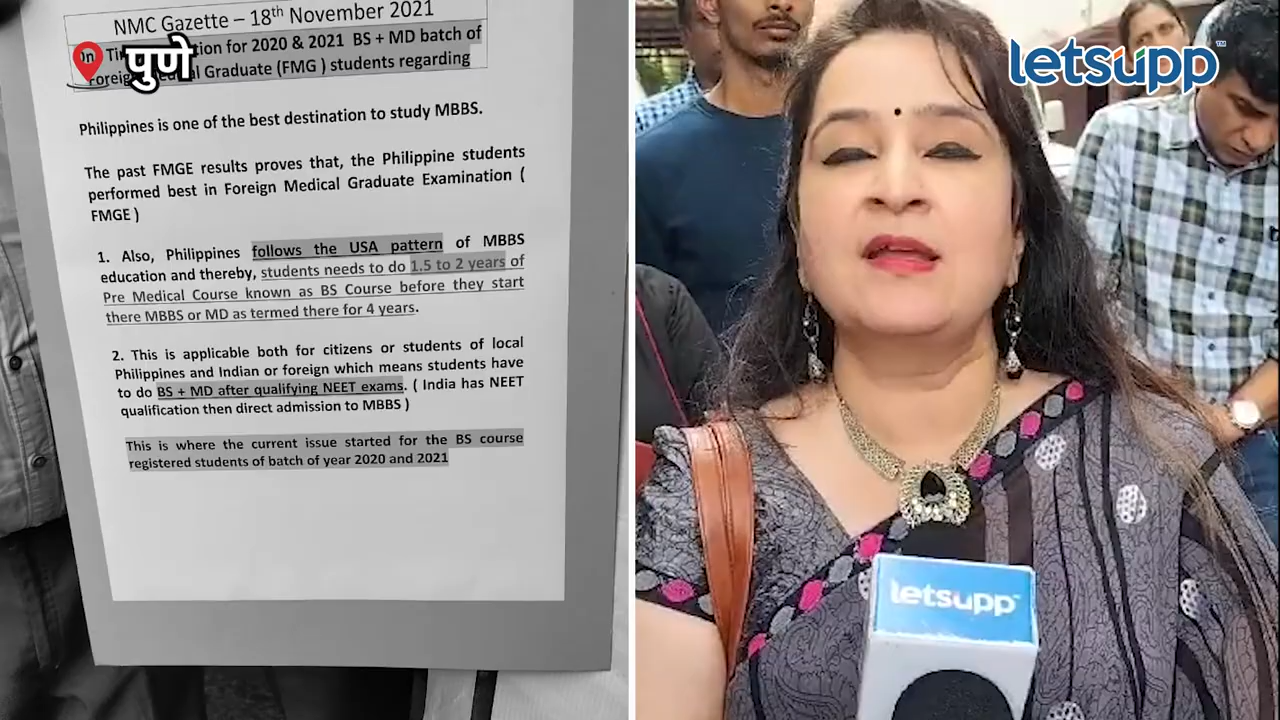 NMC Gazette – 18th November 2021
tion for 2020 & 2021 BS + MD batch of
Graduate (FMG ) students regarding
पुणे
Philippines is one of the best destination to study MBBS.
The past FMGE results proves that, the Philippine students
performed best in Foreign Medical Graduate Examination (
FMGE )
1. Also, Philippines follows the USA pattern of MBBS
education and thereby, students needs to do 1.5 to 2 years of
Pre Medical Course known as BS Course before they start
there MBBS or MD as termed there for 4 years.
2. This is applicable both for citizens or students of local
Philippines and Indian or foreign which means students have
to do BS + MD after qualifying NEET exams. ( India has NEET
qualification then direct admission to MBBS )
This is where the current issue started for the BS course
registered students of batch of year 2020 and 2021
letsupp™
letsupp™